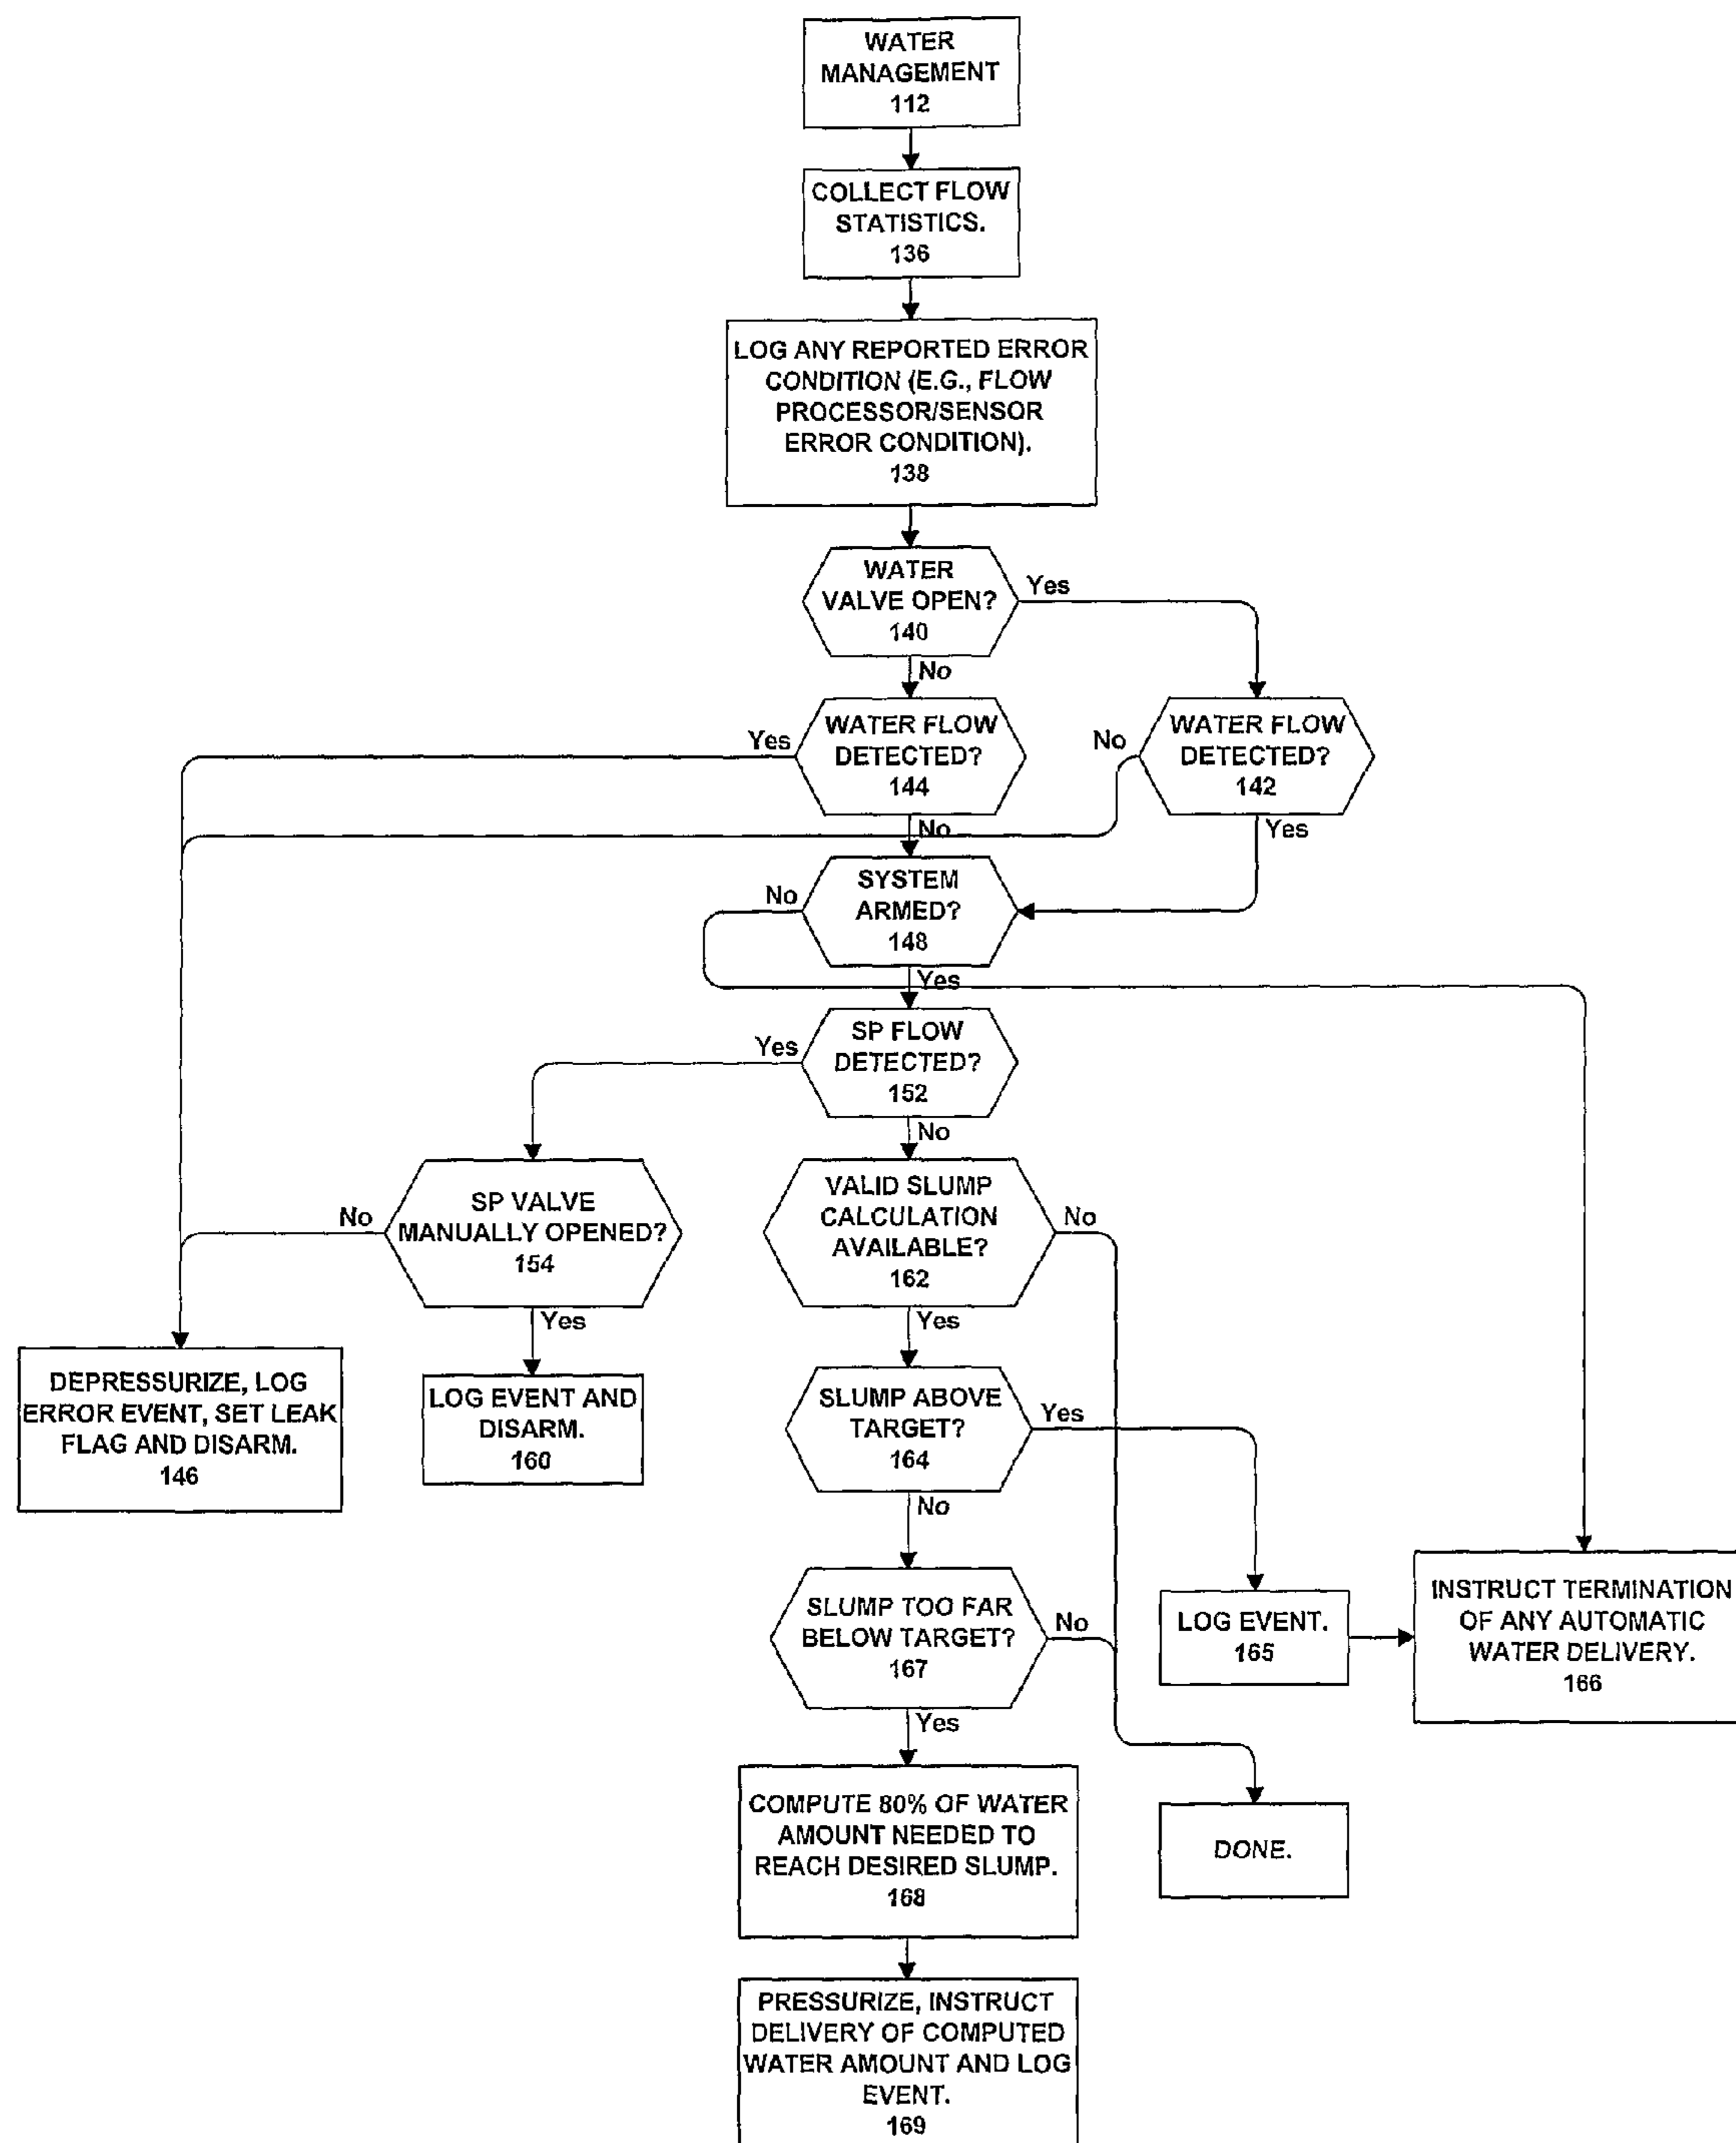 WATER
MANAGEMENT
112
COLLECT FLOW
STATISTICS.
136
LOG ANY REPORTED ERROR
CONDITION (E.G., FLOW
PROCESSOR/SENSOR
ERROR CONDITION).
138
WATER
VALVE OPEN?
140
Yes
No
WATER FLOW
DETECTED?
144
Yes
No
WATER FLOW
DETECTED?
142
No
Yes
SYSTEM
ARMED?
148
No
Yes
SP FLOW
DETECTED?
152
Yes
No
SP VALVE
MANUALLY OPENED?
154
No
Yes
VALID SLUMP
CALCULATION
AVAILABLE?
162
No
Yes
DEPRESSURIZE, LOG
ERROR EVENT, SET LEAK
FLAG AND DISARM.
146
LOG EVENT AND
DISARM.
160
SLUMP ABOVE
TARGET?
164
Yes
No
SLUMP TOO FAR
BELOW TARGET?
167
No
Yes
LOG EVENT.
165
INSTRUCT TERMINATION
OF ANY AUTOMATIC
WATER DELIVERY.
166
COMPUTE 80% OF WATER
AMOUNT NEEDED TO
REACH DESIRED SLUMP.
168
DONE.
PRESSURIZE, INSTRUCT
DELIVERY OF COMPUTED
WATER AMOUNT AND LOG
EVENT.
169